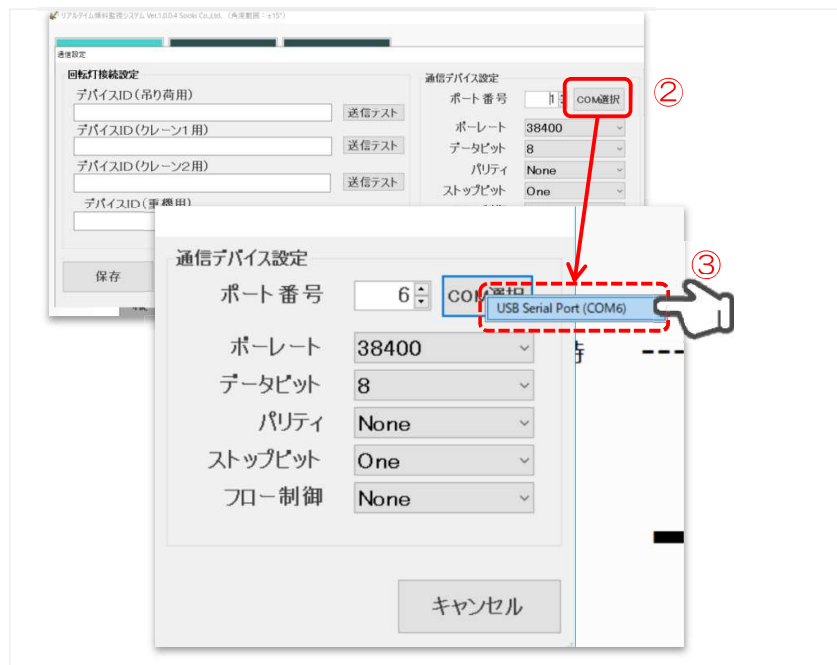 リアルタイム傾斜監視システム Ver.1.0.0.4 Sooki Co.,Ltd. （角度範囲：±15°）
通信設定
回転灯接続設定
デバイスID（吊り荷用）
送信テスト
デバイスID（クレーン1用）
送信テスト
デバイスID（クレーン2用）
送信テスト
デバイスID（重機用）
保存
通信デバイス設定
ポート番号 1 COM選択
ボーレート 38400
データビット 8
パリティ None
ストップビット One
②
通信デバイス設定
ポート番号 6 COM選択
USB Serial Port (COM6)
③
ボーレート 38400
データビット 8
パリティ None
ストップビット One
フロー制御 None
キャンセル